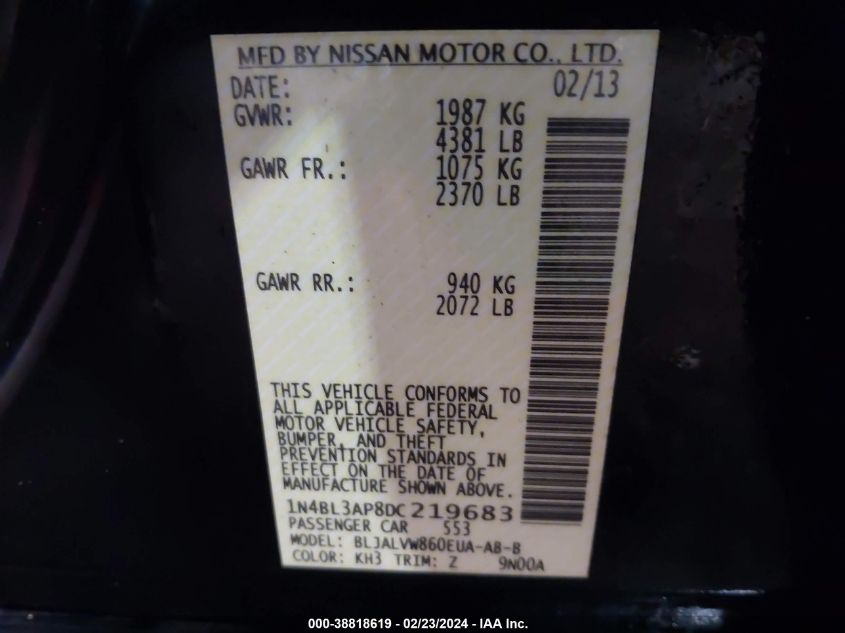 MFD BY NISSAN MOTOR CO., LTD.
DATE: 02/13
GVWR: 1987 KG
4381 LB
GAWR FR.: 1075 KG
2370 LB
GAWR RR.: 940 KG
2072 LB
THIS VEHICLE CONFORMS TO
ALL APPLICABLE FEDERAL
MOTOR VEHICLE SAFETY,
BUMPER, AND THEFT
PREVENTION STANDARDS IN
EFFECT ON THE DATE OF
MANUFACTURE SHOWN ABOVE.
1N4BL3AP8DC219683
PASSENGER CAR 553
MODEL: BLJALVW860EUA-AB-B
COLOR: KH3 TRIM: Z 9N00A
000-38818619 - 02/23/2024 - IAA Inc.